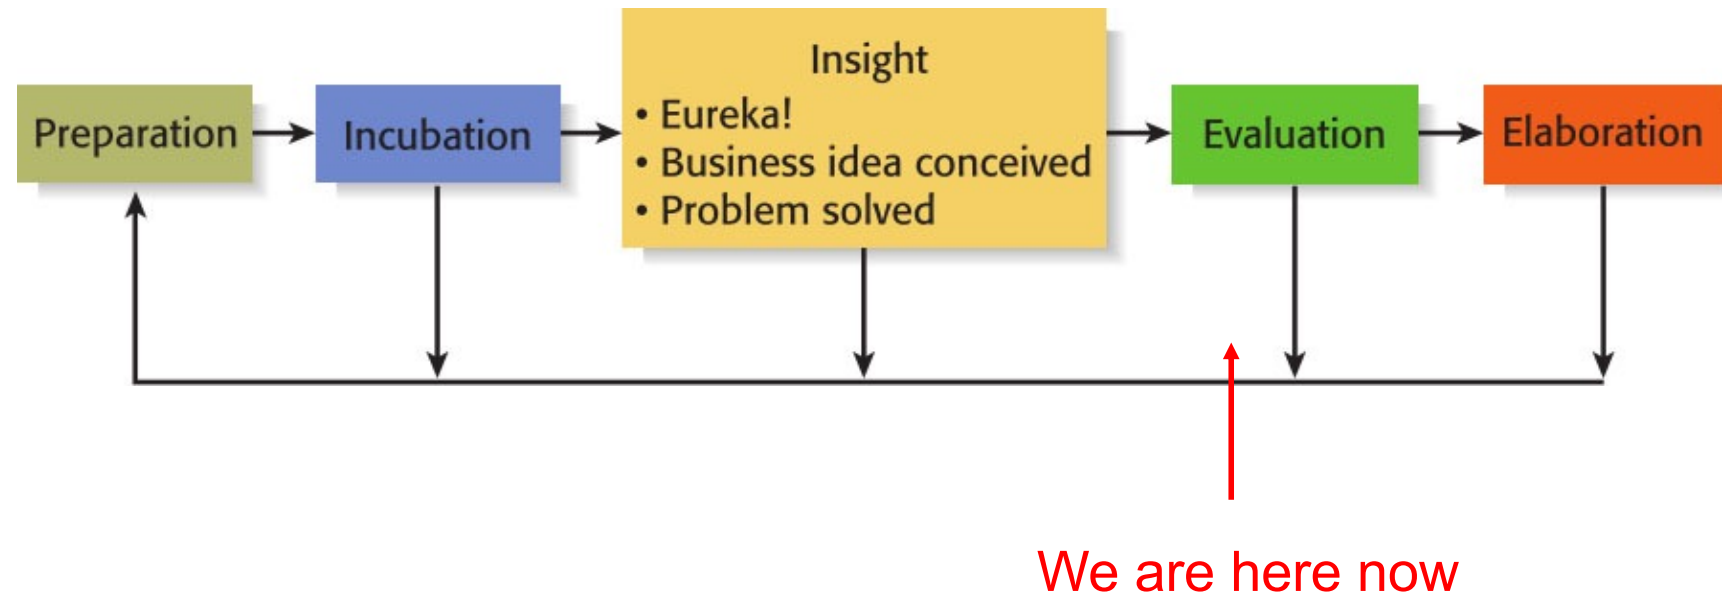 Preparation
Incubation
Insight
• Eureka!
• Business idea conceived
• Problem solved
Evaluation
Elaboration
We are here now